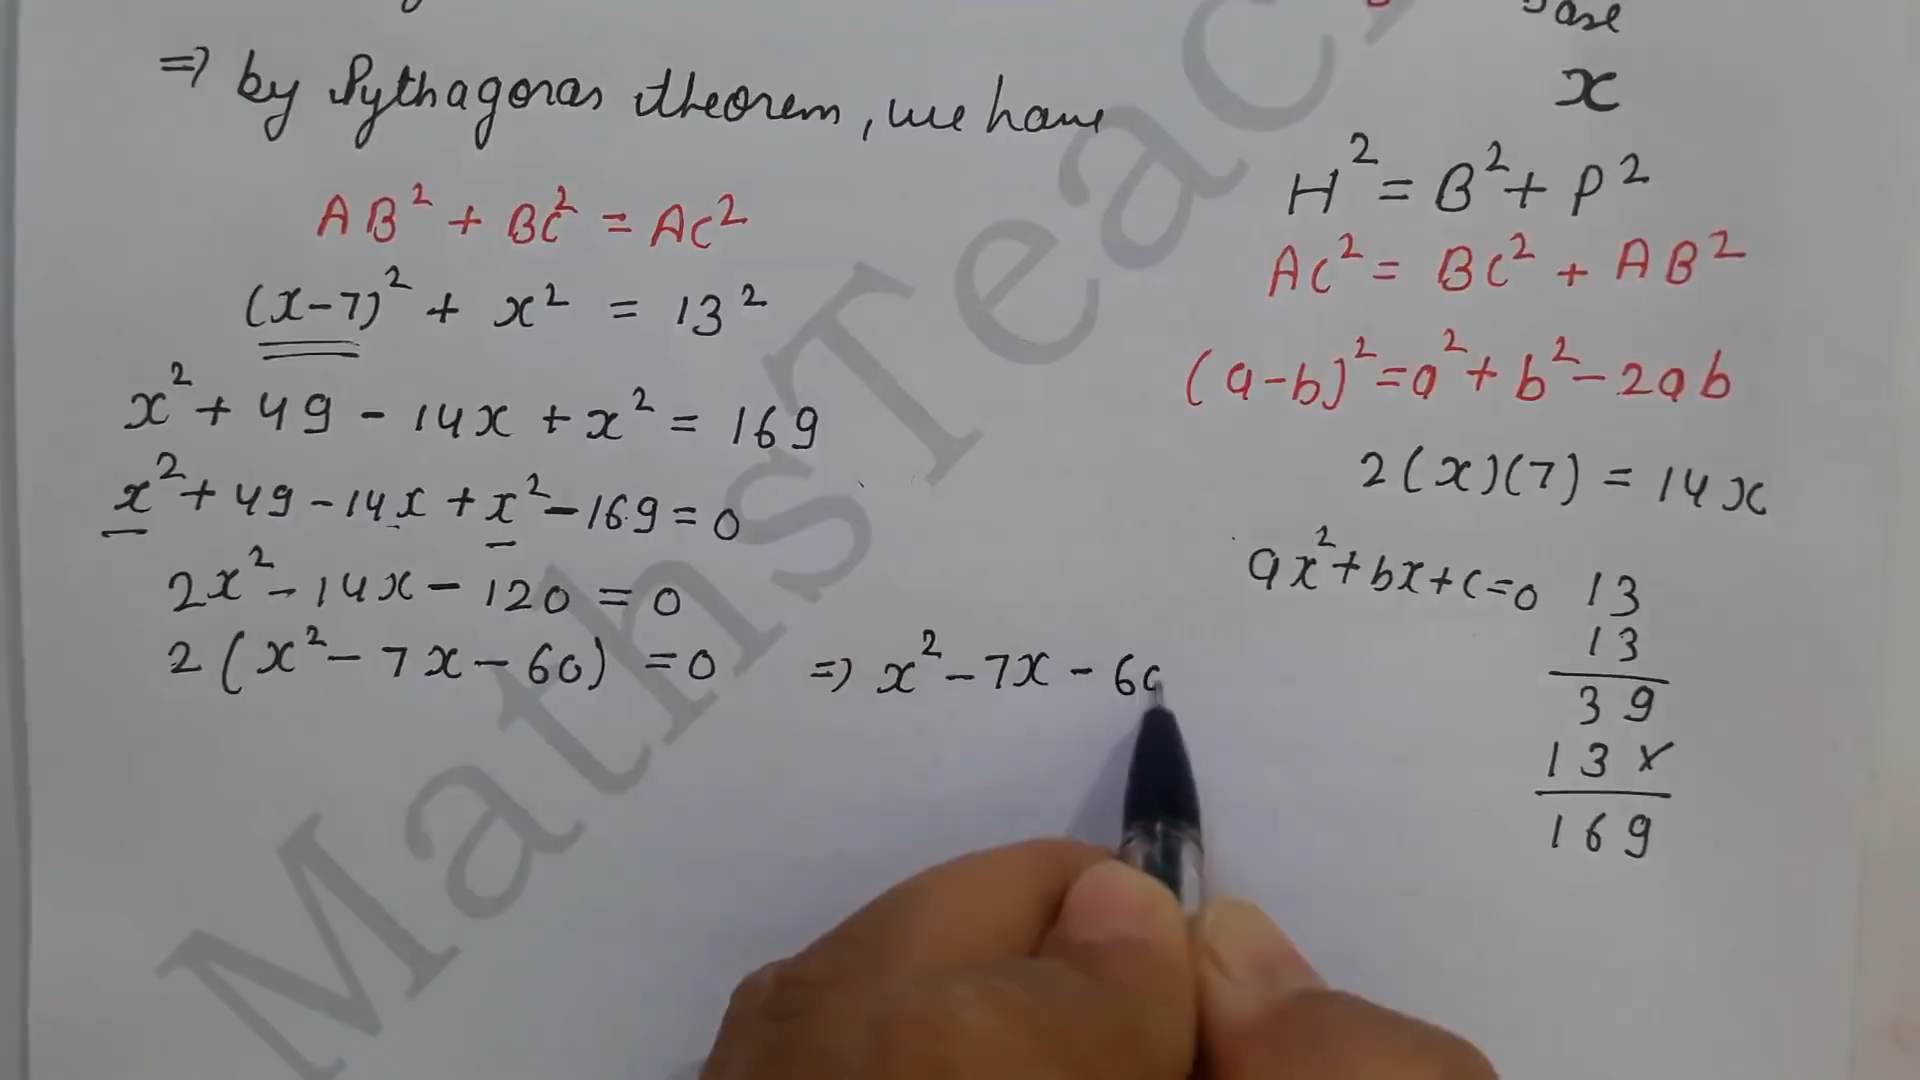 => by Pythagoras theorem, we have
AB² + BC² = AC²
(x-7)² + x² = 13²
x² + 49 - 14x + x² = 169
x² + 49 - 14x + x² - 169 = 0
2x² - 14x - 120 = 0
2(x² - 7x - 60) = 0 => x² - 7x - 60
x
H² = B² + P²
AC² = BC² + AB²
(a-b)² = a² + b² - 2ab
2(x)(7) = 14x
ax² + bx + c = 0
13
13
39
13x
169
MathsTeac